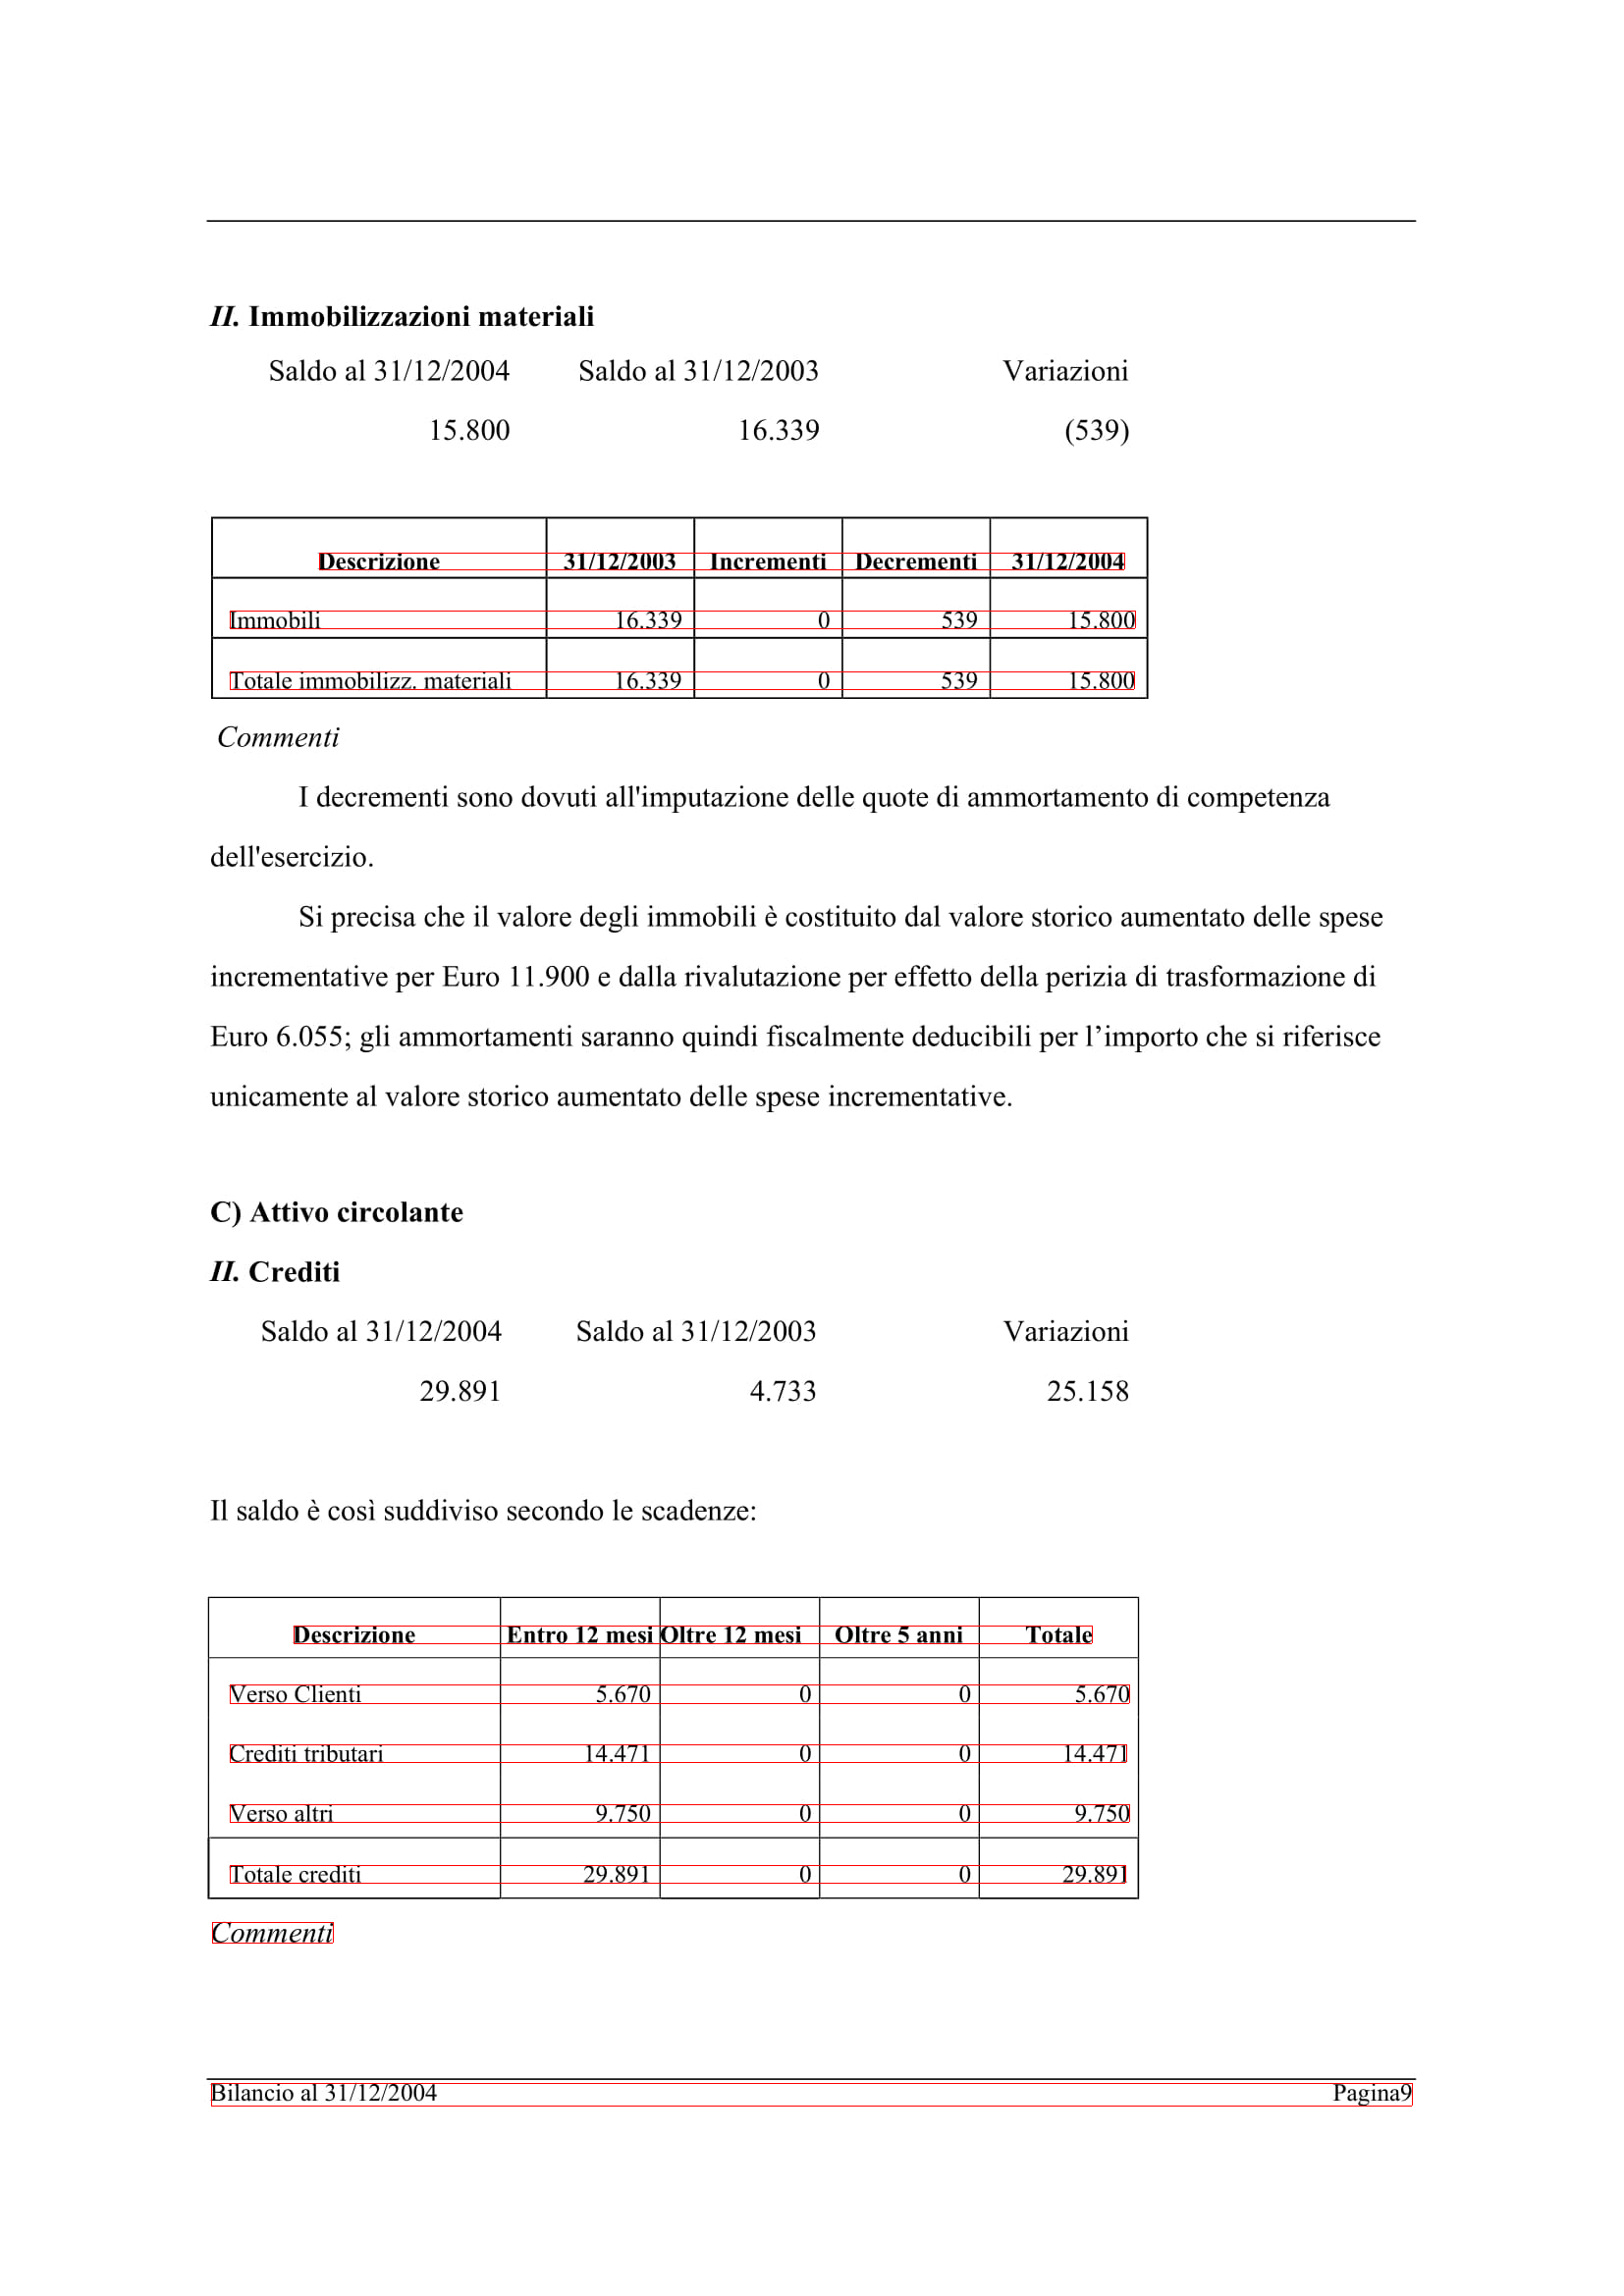 II. Immobilizzazioni materiali
Saldo al 31/12/2004 Saldo al 31/12/2003 Variazioni
15.800 16.339 (539)
Descrizione 31/12/2003 Incrementi Decrementi 31/12/2004
Immobili 16.339 0 539 15.800
Totale immobilizz. materiali 16.339 0 539 15.800
Commenti
I decrementi sono dovuti all'imputazione delle quote di ammortamento di competenza
dell'esercizio.
Si precisa che il valore degli immobili è costituito dal valore storico aumentato delle spese
incrementative per Euro 11.900 e dalla rivalutazione per effetto della perizia di trasformazione di
Euro 6.055; gli ammortamenti saranno quindi fiscalmente deducibili per l’importo che si riferisce
unicamente al valore storico aumentato delle spese incrementative.
C) Attivo circolante
II. Crediti
Saldo al 31/12/2004 Saldo al 31/12/2003 Variazioni
29.891 4.733 25.158
Il saldo è così suddiviso secondo le scadenze:
Descrizione Entro 12 mesi Oltre 12 mesi Oltre 5 anni Totale
Verso Clienti 5.670 0 0 5.670
Crediti tributari 14.471 0 0 14.471
Verso altri 9.750 0 0 9.750
Totale crediti 29.891 0 0 29.891
Commenti
Bilancio al 31/12/2004 Pagina9